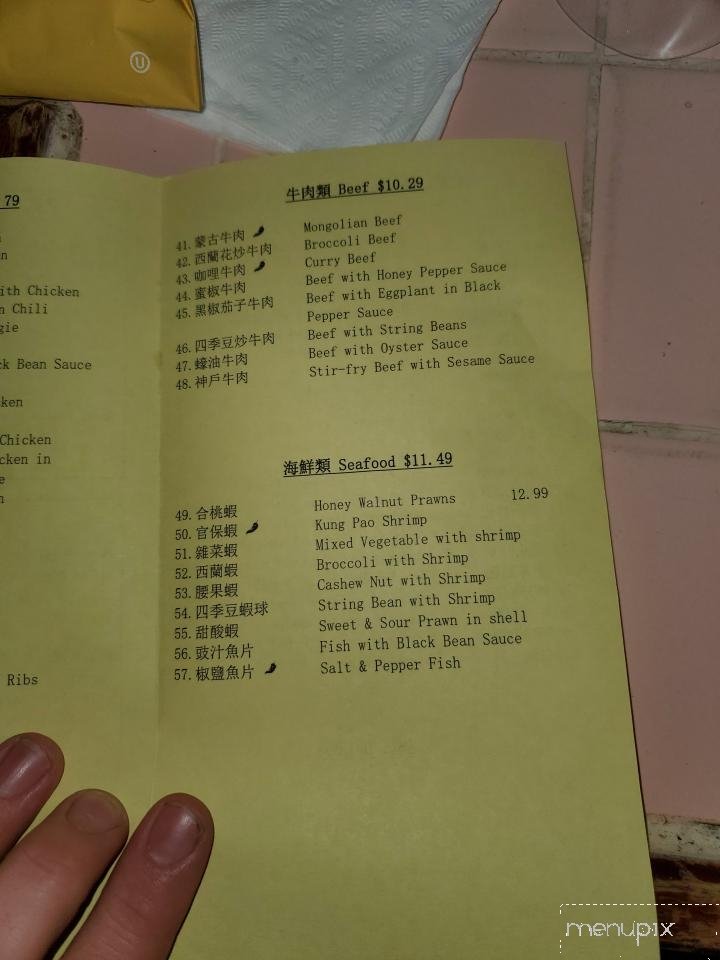 U
79
n
ith Chicken
n Chili
gie
ck Bean Sauce
ken
Chicken
cken in
e
n
Ribs
牛肉類 Beef $10.29
41. 蒙古牛肉 Mongolian Beef
42. 西蘭花炒牛肉 Broccoli Beef
43. 咖哩牛肉 Curry Beef
44. 蜜椒牛肉 Beef with Honey Pepper Sauce
45. 黑椒茄子牛肉 Beef with Eggplant in Black
Pepper Sauce
46. 四季豆炒牛肉 Beef with String Beans
47. 蠔油牛肉 Beef with Oyster Sauce
48. 神戶牛肉 Stir-fry Beef with Sesame Sauce
海鮮類 Seafood $11.49
49. 合桃蝦 Honey Walnut Prawns 12.99
50. 官保蝦 Kung Pao Shrimp
51. 雜菜蝦 Mixed Vegetable with shrimp
52. 西蘭蝦 Broccoli with Shrimp
53. 腰果蝦 Cashew Nut with Shrimp
54. 四季豆蝦球 String Bean with Shrimp
55. 甜酸蝦 Sweet & Sour Prawn in shell
56. 豉汁魚片 Fish with Black Bean Sauce
57. 椒鹽魚片 Salt & Pepper Fish
menupix